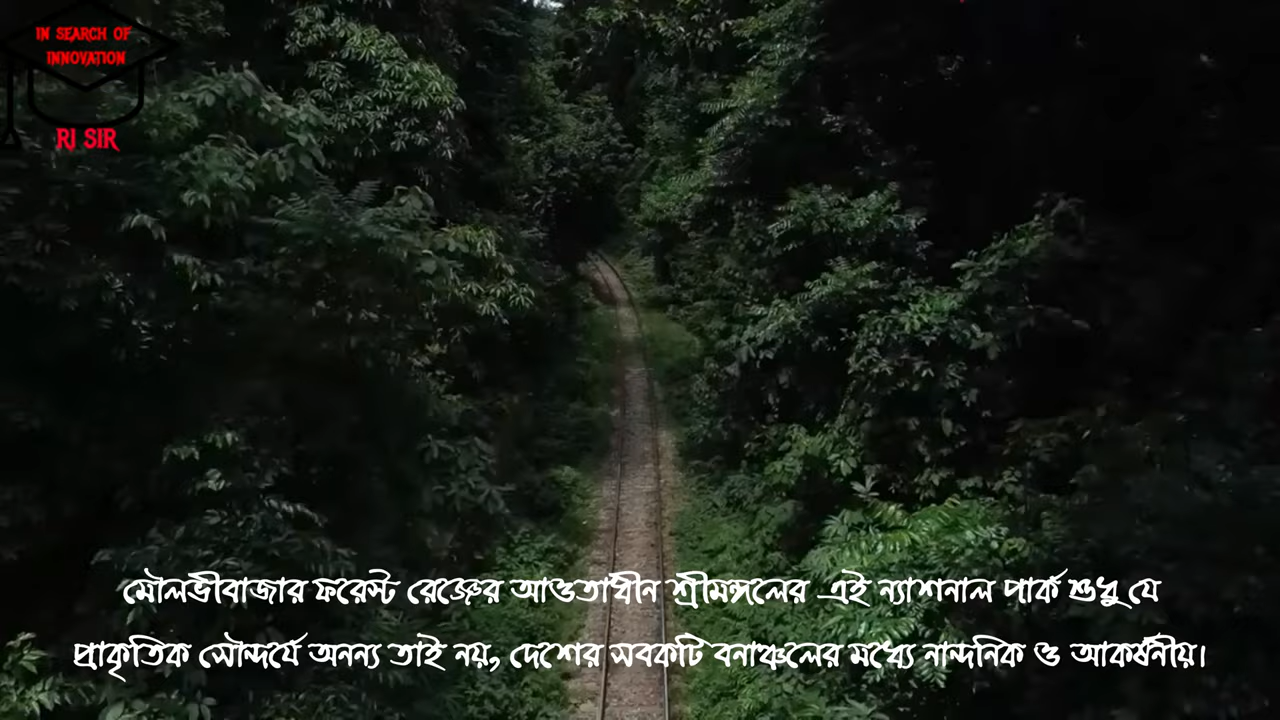 IN SEARCH OF
INNOVATION
RJ SIR
মৌলভীবাজার ফরেস্ট রেঞ্জের আওতাধীন শ্রীমঙ্গলের এই ন্যাশনাল পার্ক শুধু যে
প্রাকৃতিক সৌন্দর্যে অনন্য তাই নয়, দেশের সবকটি বনাঞ্চলের মধ্যে নান্দনিক ও আকর্ষনীয়।